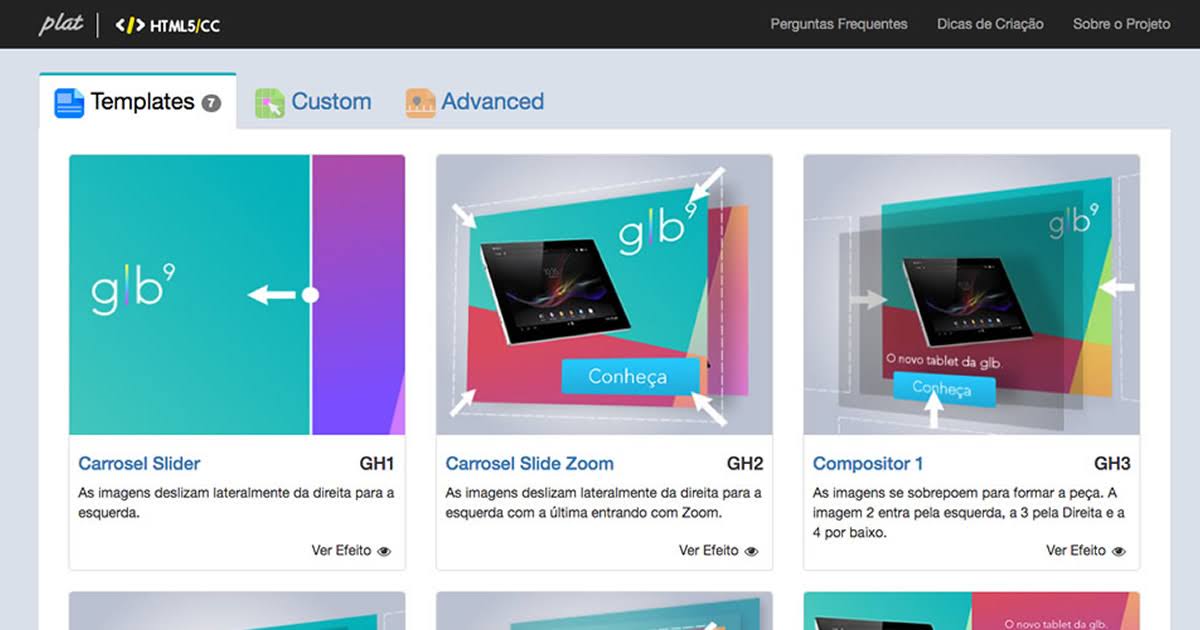 plat | </> HTML5/CC
Perguntas Frequentes
Dicas de Criação
Sobre o Projeto
Templates 7
Custom
Advanced
glb9
glb9
Conheça
glb9
O novo tablet da glb.
Conheça
Carrosel Slider GH1
As imagens deslizam lateralmente da direita para a
esquerda.
Ver Efeito
Carrosel Slide Zoom GH2
As imagens deslizam lateralmente da direita para a
esquerda com a última entrando com Zoom.
Ver Efeito
Compositor 1 GH3
As imagens se sobrepoem para formar a peça. A
imagem 2 entra pela esquerda, a 3 pela Direita e a
4 por baixo.
Ver Efeito
O novo tablet da glb.